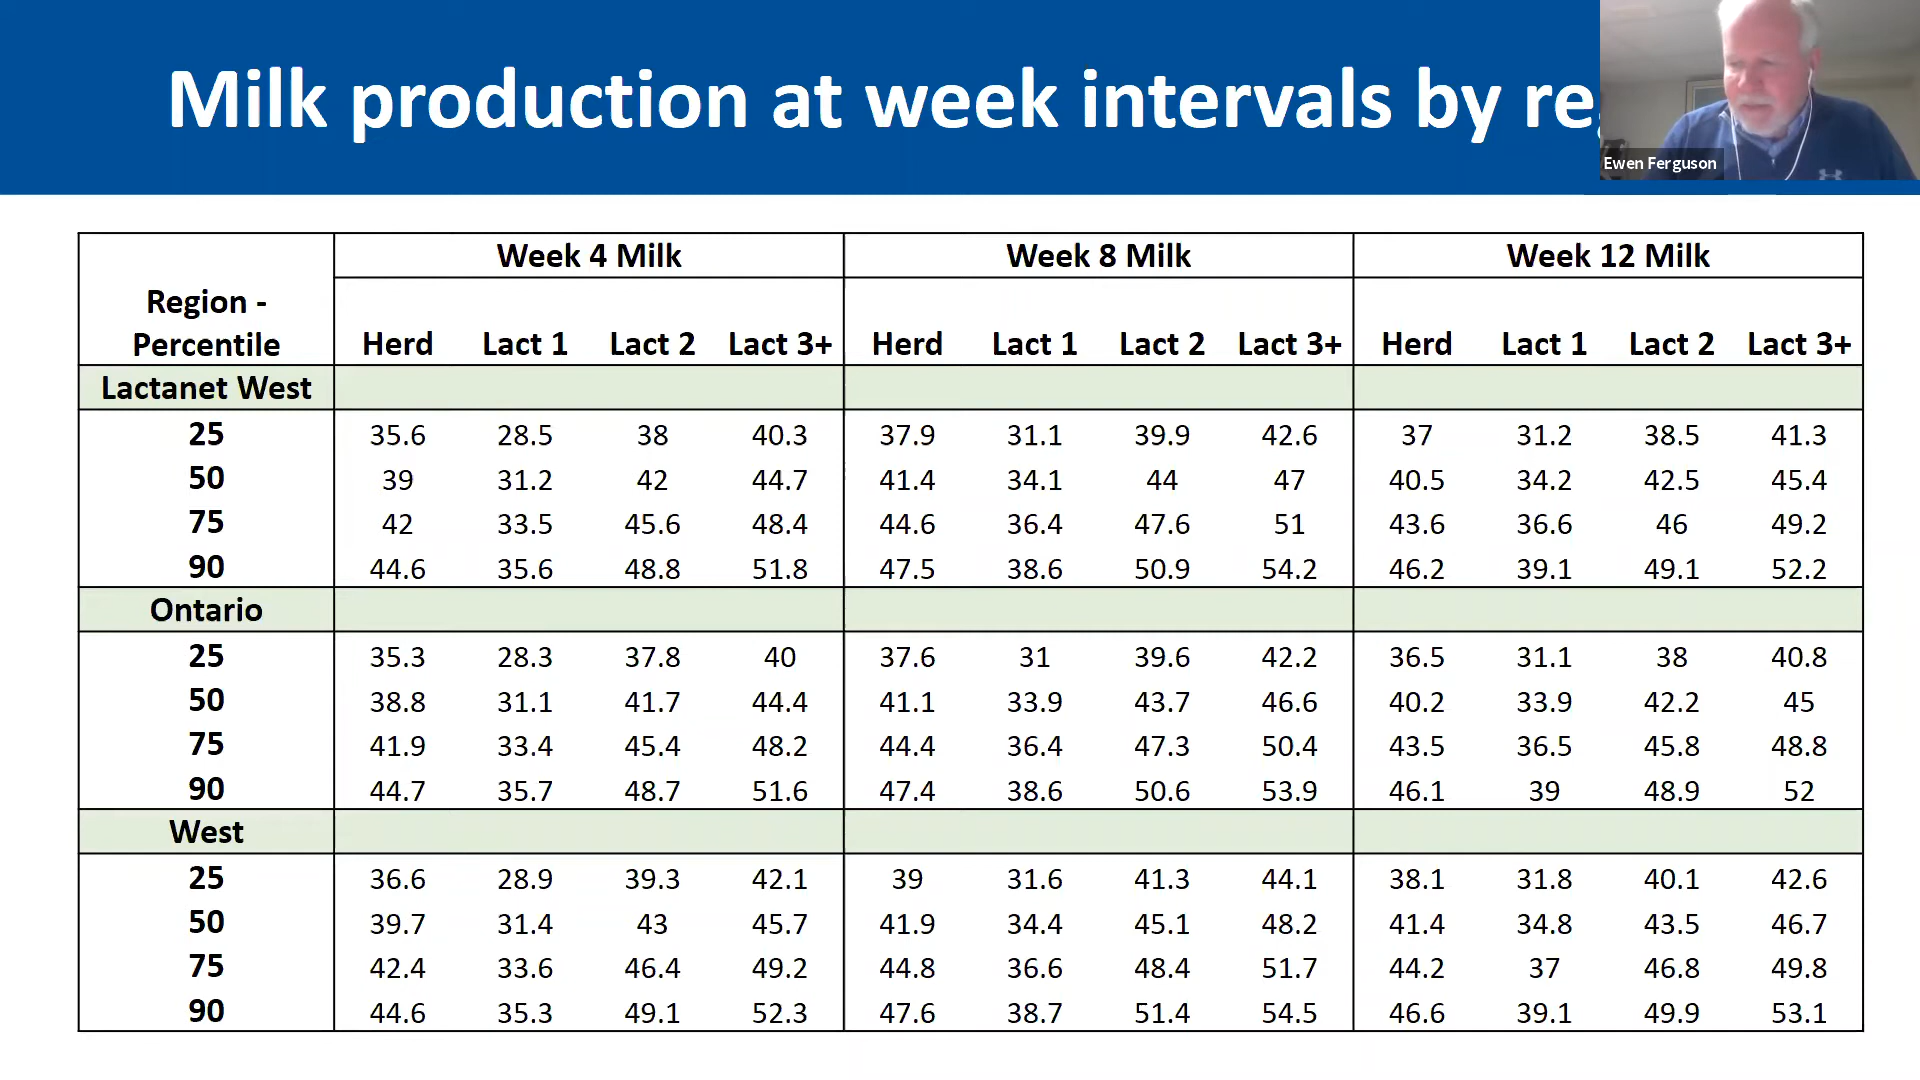 Milk production at week intervals by re
Ewen Ferguson
Region - Percentile Week 4 Milk Week 8 Milk Week 12 Milk
Herd Lact 1 Lact 2 Lact 3+ Herd Lact 1 Lact 2 Lact 3+ Herd Lact 1 Lact 2 Lact 3+
Lactanet West
25 35.6 28.5 38 40.3 37.9 31.1 39.9 42.6 37 31.2 38.5 41.3
50 39 31.2 42 44.7 41.4 34.1 44 47 40.5 34.2 42.5 45.4
75 42 33.5 45.6 48.4 44.6 36.4 47.6 51 43.6 36.6 46 49.2
90 44.6 35.6 48.8 51.8 47.5 38.6 50.9 54.2 46.2 39.1 49.1 52.2
Ontario
25 35.3 28.3 37.8 40 37.6 31 39.6 42.2 36.5 31.1 38 40.8
50 38.8 31.1 41.7 44.4 41.1 33.9 43.7 46.6 40.2 33.9 42.2 45
75 41.9 33.4 45.4 48.2 44.4 36.4 47.3 50.4 43.5 36.5 45.8 48.8
90 44.7 35.7 48.7 51.6 47.4 38.6 50.6 53.9 46.1 39 48.9 52
West
25 36.6 28.9 39.3 42.1 39 31.6 41.3 44.1 38.1 31.8 40.1 42.6
50 39.7 31.4 43 45.7 41.9 34.4 45.1 48.2 41.4 34.8 43.5 46.7
75 42.4 33.6 46.4 49.2 44.8 36.6 48.4 51.7 44.2 37 46.8 49.8
90 44.6 35.3 49.1 52.3 47.6 38.7 51.4 54.5 46.6 39.1 49.9 53.1